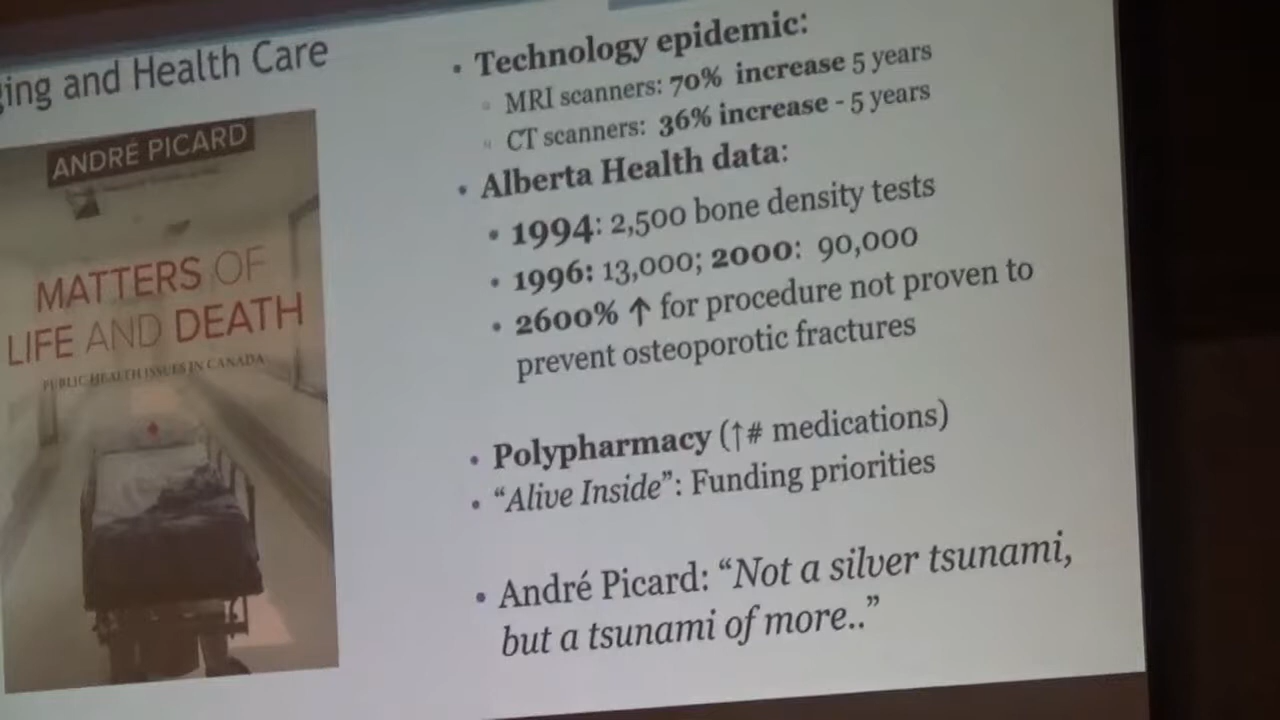 ing and Health Care
ANDRÉ PICARD
MATTERS OF
LIFE AND DEATH
PUBLIC HEALTH ISSUES IN CANADA
• Technology epidemic:
MRI scanners: 70% increase 5 years
CT scanners: 36% increase - 5 years
• Alberta Health data:
• 1994: 2,500 bone density tests
• 1996: 13,000; 2000: 90,000
• 2600% ↑ for procedure not proven to
prevent osteoporotic fractures
• Polypharmacy (↑# medications)
• “Alive Inside”: Funding priorities
• André Picard: “Not a silver tsunami,
but a tsunami of more..”